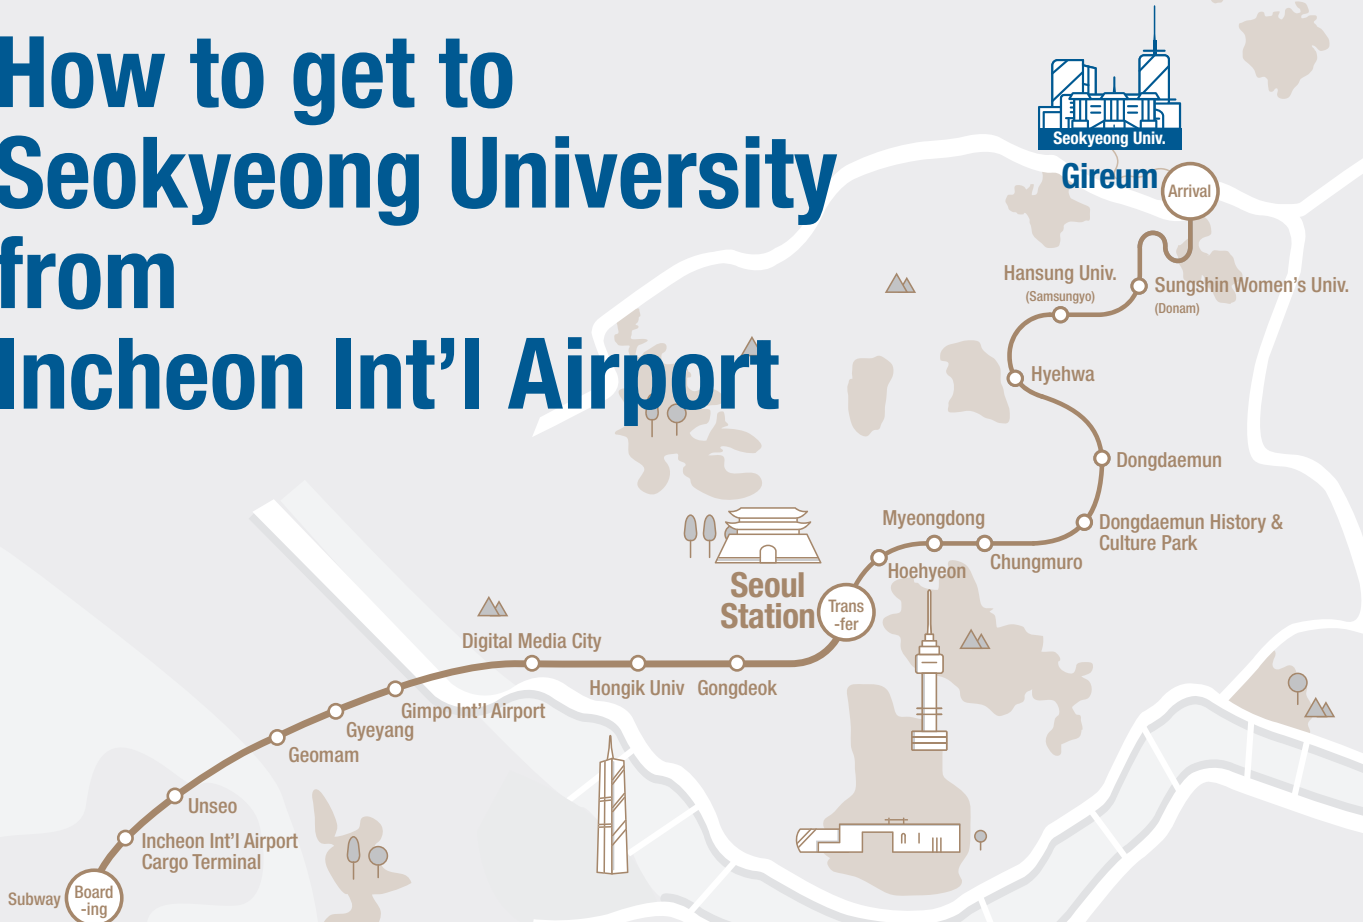 How to get to
Seokyeong University
from
Incheon Int'l Airport
Seokyeong Univ.
Gireum
Arrival
Hansung Univ.
(Samsungyo)
Sungshin Women's Univ.
(Donam)
Hyehwa
Dongdaemun
Dongdaemun History &
Culture Park
Myeongdong
Chungmuro
Hoehyeon
Seoul
Station
Trans
-fer
Digital Media City
Hongik Univ
Gongdeok
Gimpo Int'l Airport
Gyeyang
Geomam
Unseo
Incheon Int'l Airport
Cargo Terminal
Subway
Board
-ing